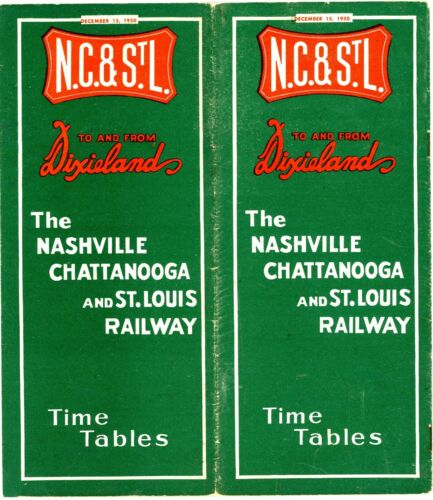 DECEMBER 15, 1950
N.C.& ST.L.
TO AND FROM
Dixieland
The
NASHVILLE
CHATTANOOGA
AND ST. LOUIS
RAILWAY
Time
Tables
DECEMBER 15, 1950
N.C.& ST.L.
TO AND FROM
Dixieland
The
NASHVILLE
CHATTANOOGA
AND ST. LOUIS
RAILWAY
Time
Tables